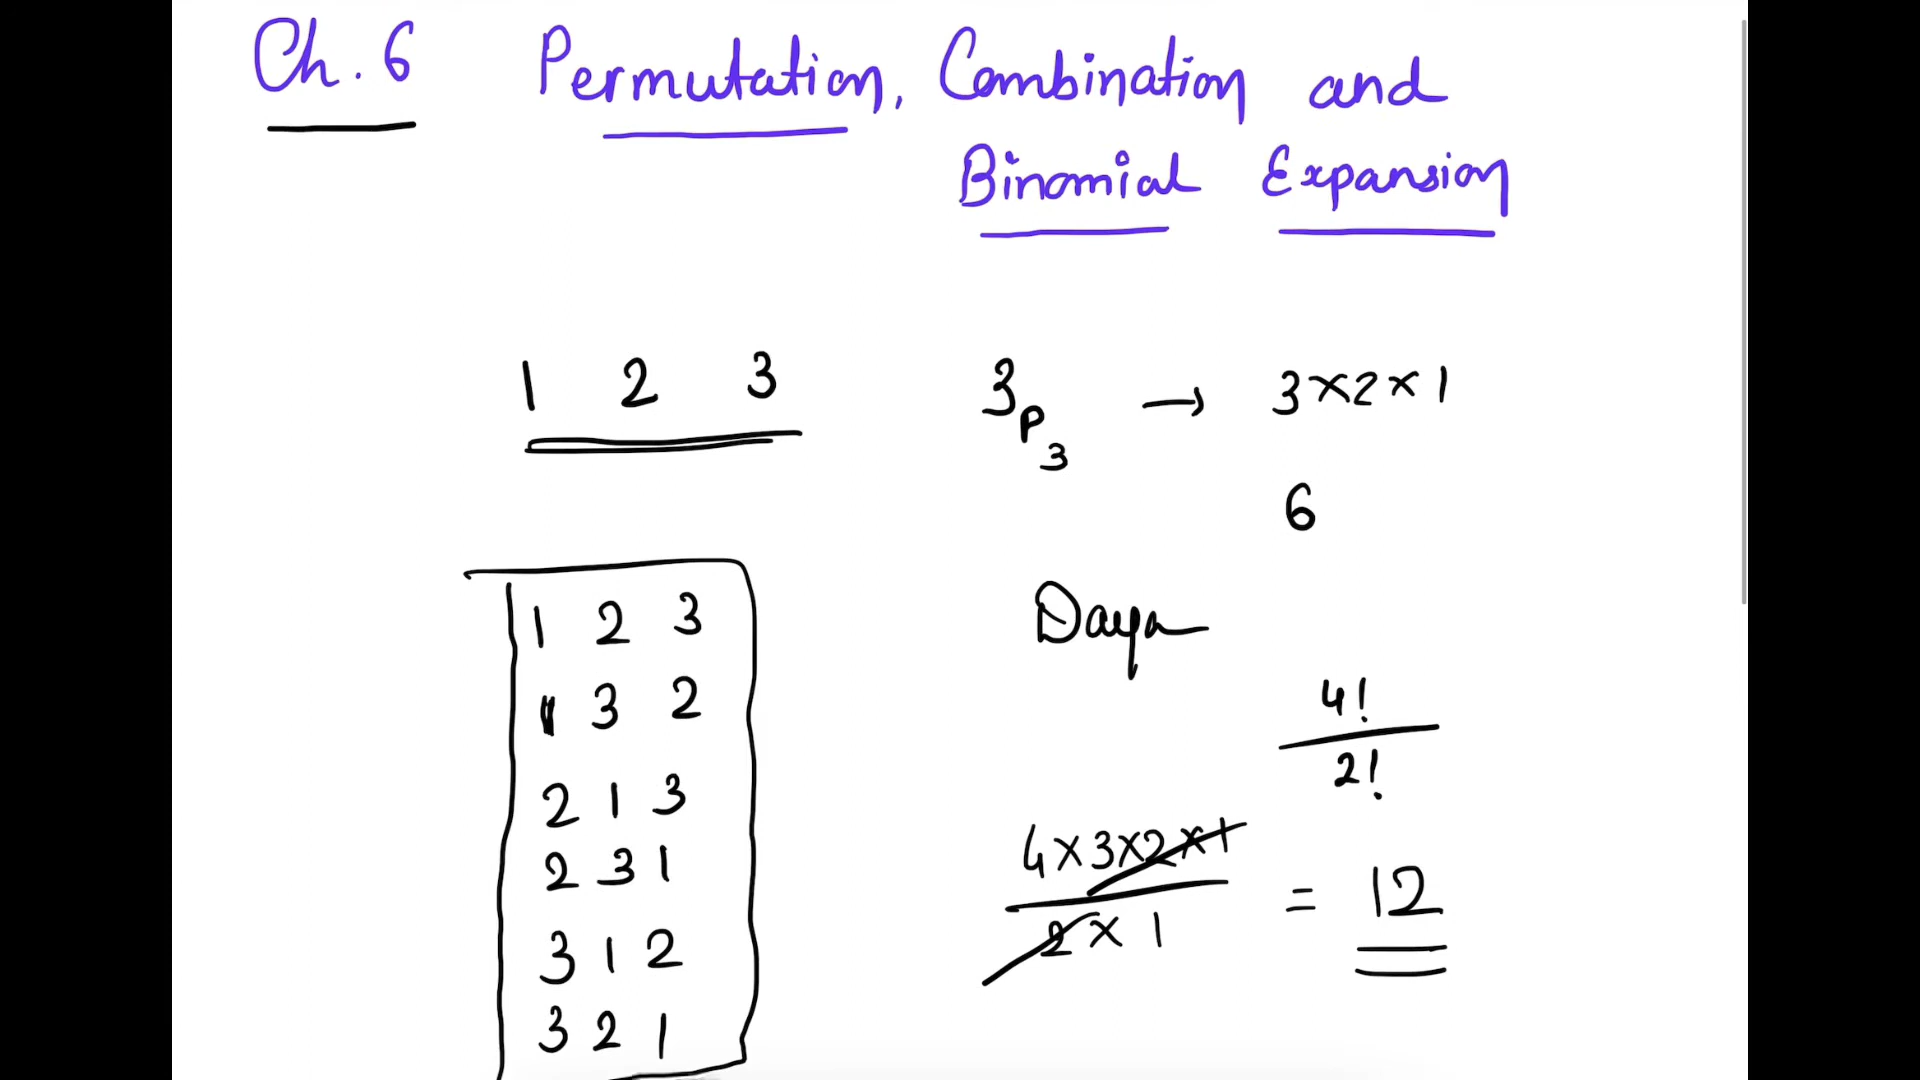 Ch. 6 Permutation, Combination and
Binomial Expansion
1 2 3
3P3 → 3×2×1
6
1 2 3
1 3 2
2 1 3
2 3 1
3 1 2
3 2 1
Daya
4!
2!
4×3×2×1
2×1
= 12